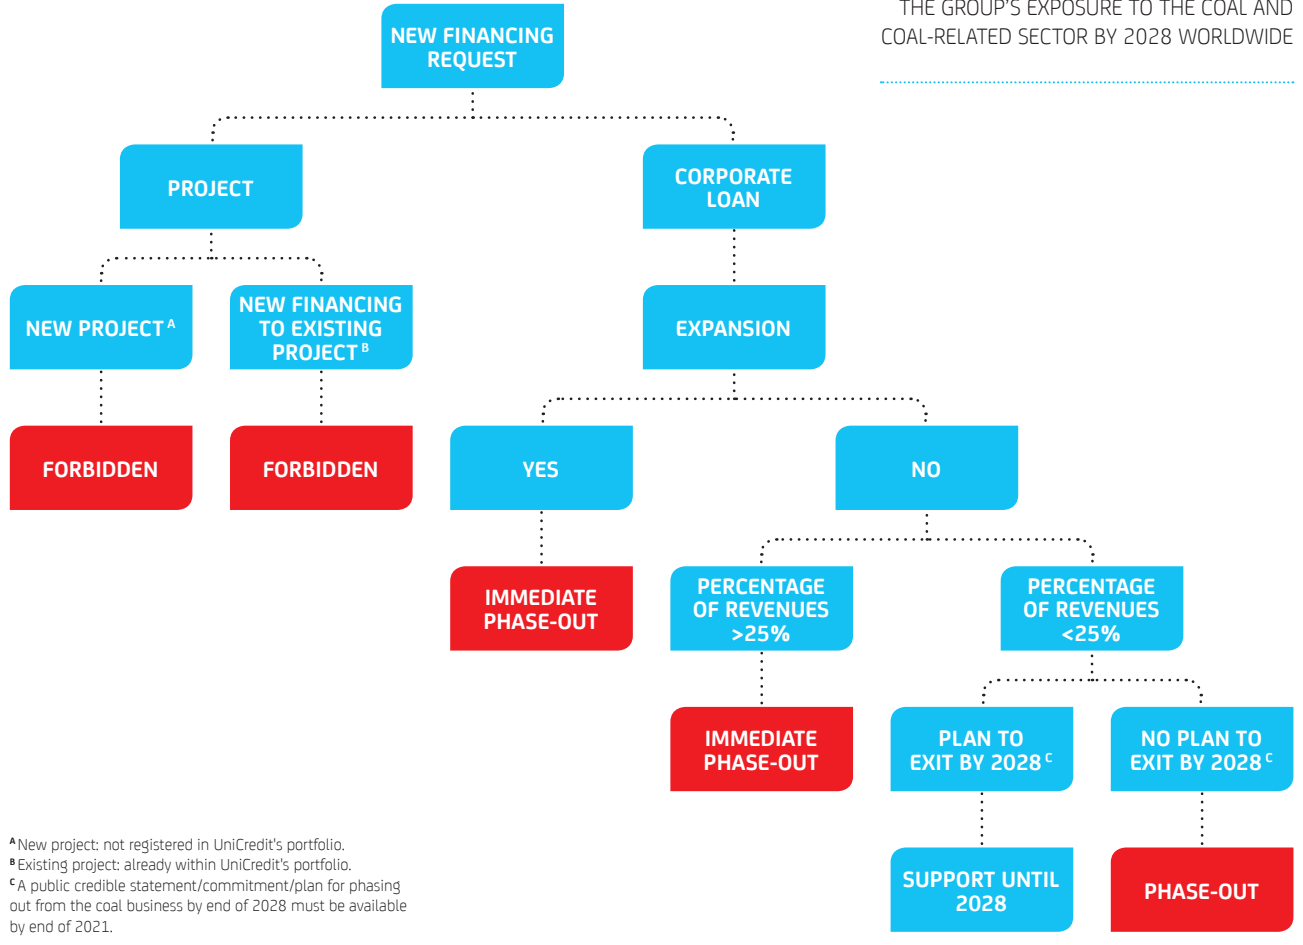 THE GROUP'S EXPOSURE TO THE COAL AND
COAL-RELATED SECTOR BY 2028 WORLDWIDE
NEW FINANCING
REQUEST
PROJECT
CORPORATE
LOAN
NEW PROJECT A
NEW FINANCING
TO EXISTING
PROJECT B
EXPANSION
FORBIDDEN
FORBIDDEN
YES
NO
IMMEDIATE
PHASE-OUT
PERCENTAGE
OF REVENUES
>25%
PERCENTAGE
OF REVENUES
<25%
IMMEDIATE
PHASE-OUT
PLAN TO
EXIT BY 2028 C
NO PLAN TO
EXIT BY 2028 C
SUPPORT UNTIL
2028
PHASE-OUT
A New project: not registered in UniCredit's portfolio.
B Existing project: already within UniCredit's portfolio.
C A public credible statement/commitment/plan for phasing
out from the coal business by end of 2028 must be available
by end of 2021.